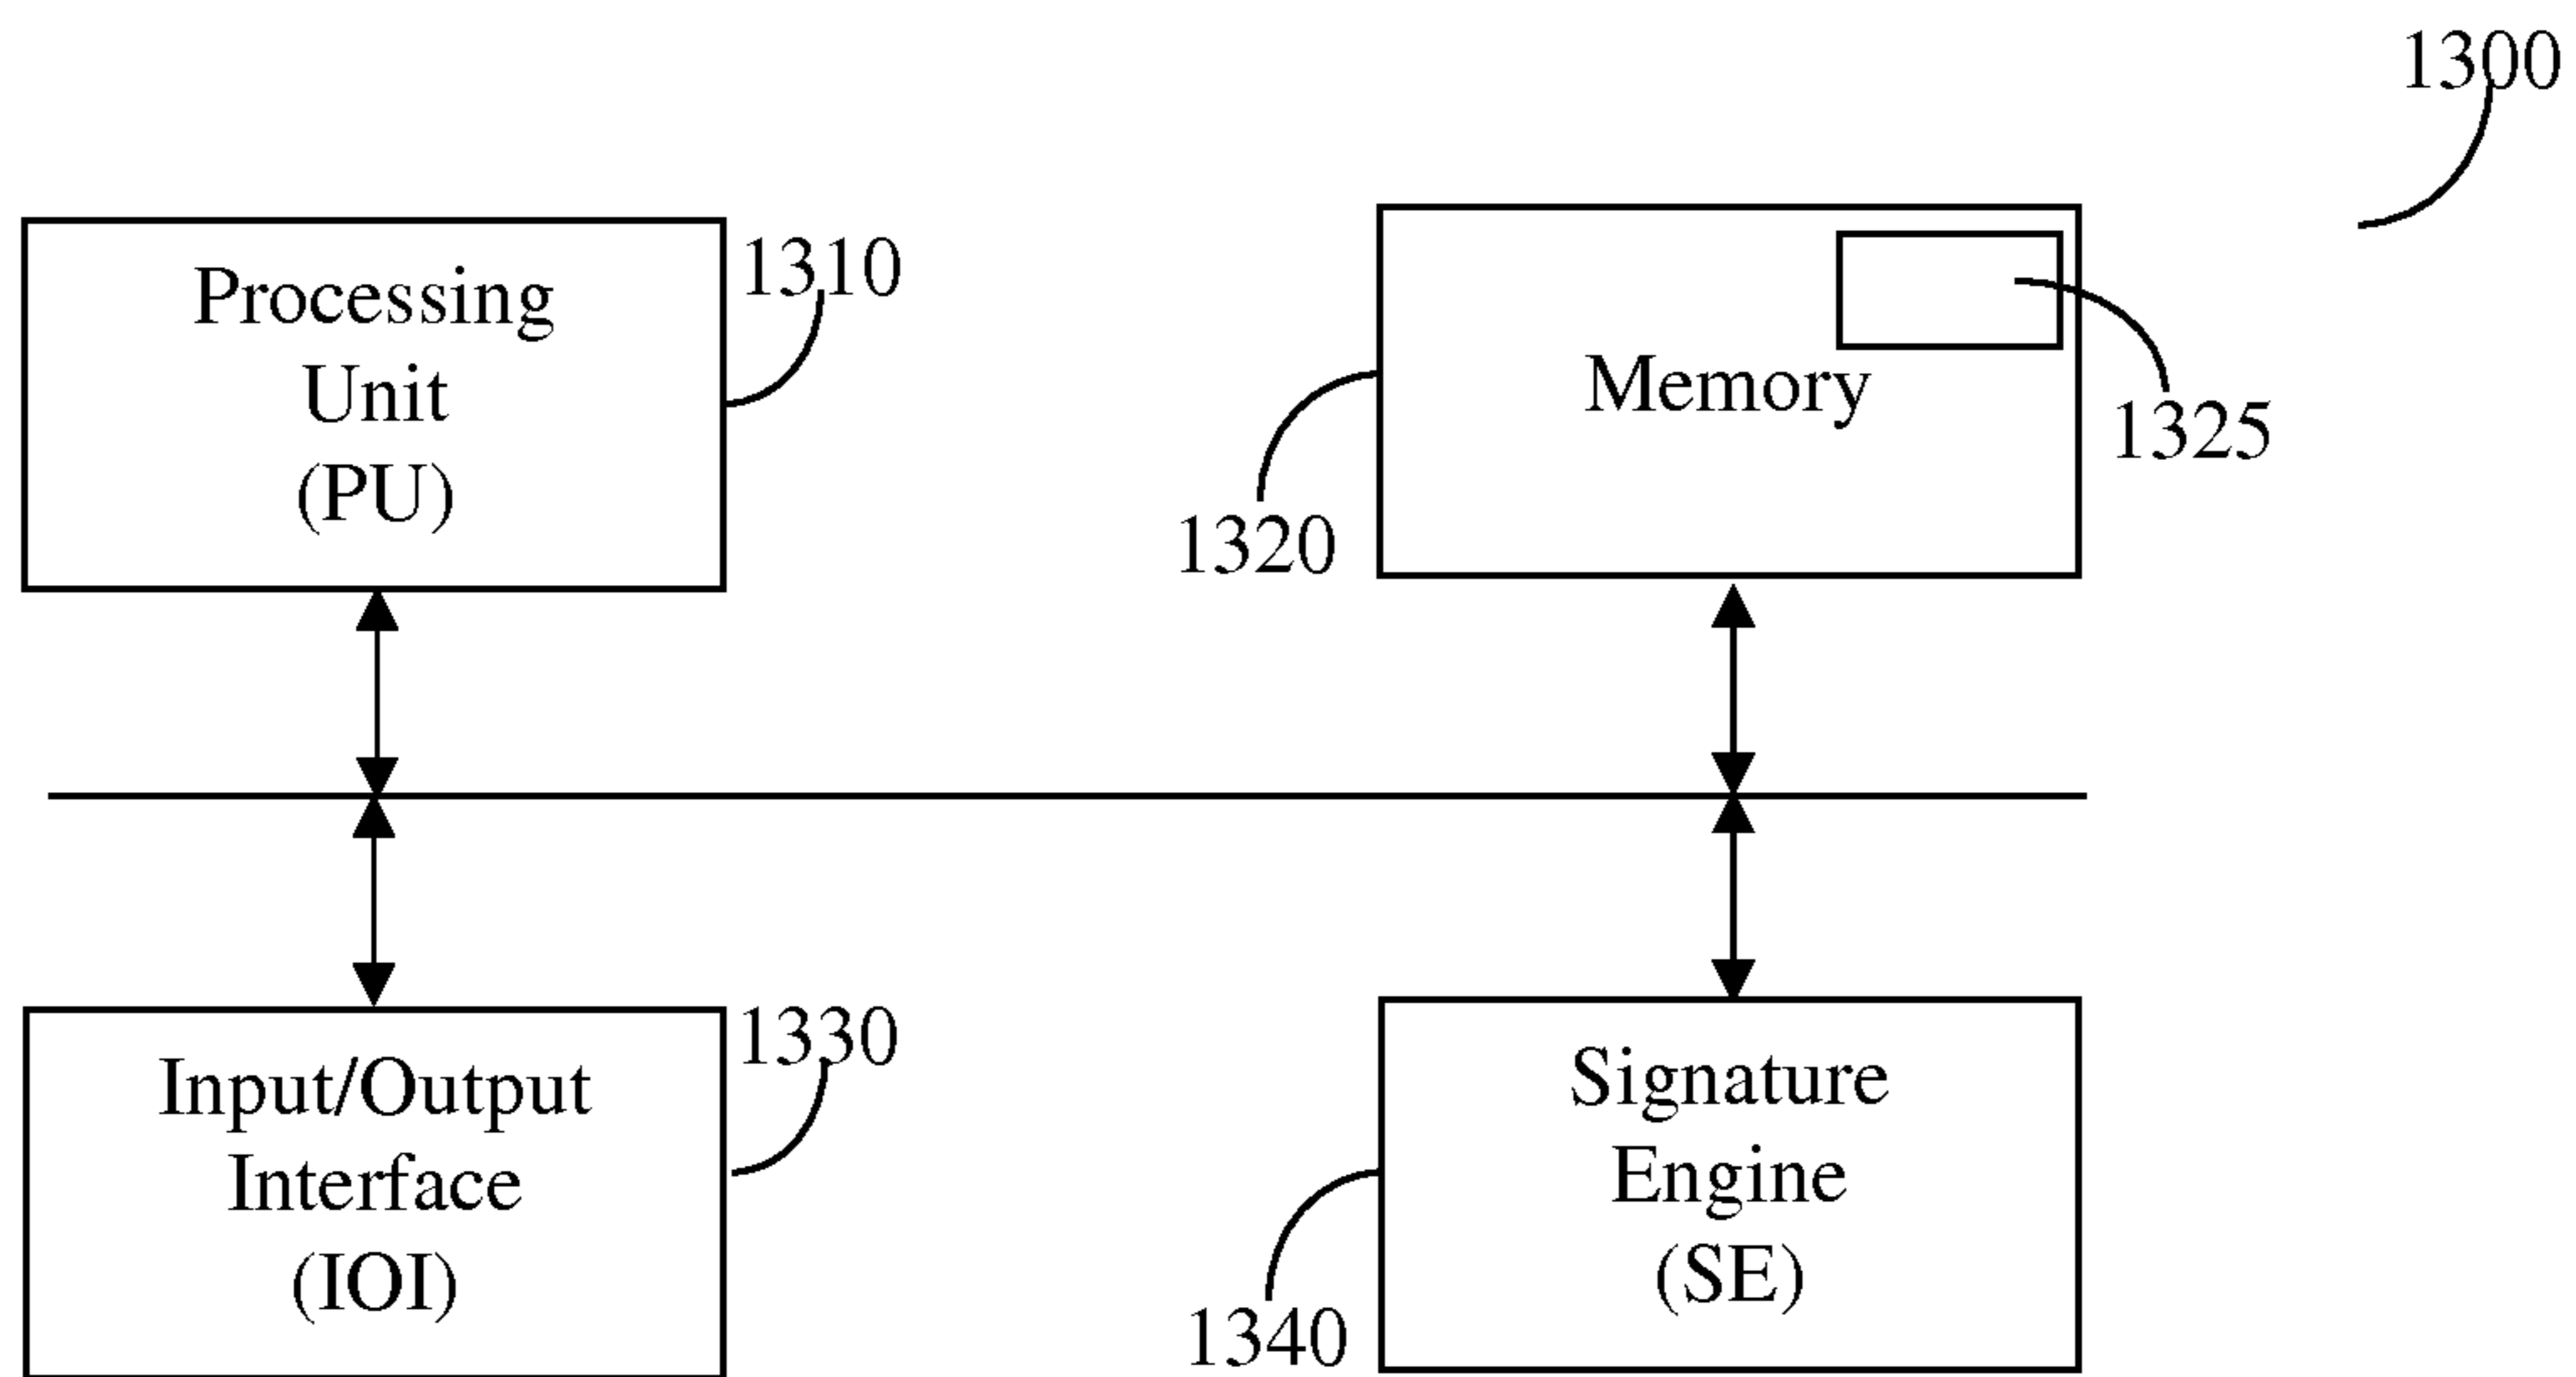 1300
Processing
Unit
(PU)
1310
Memory
1325
1320
Input/Output
Interface
(IOI)
1330
Signature
Engine
(SE)
1340